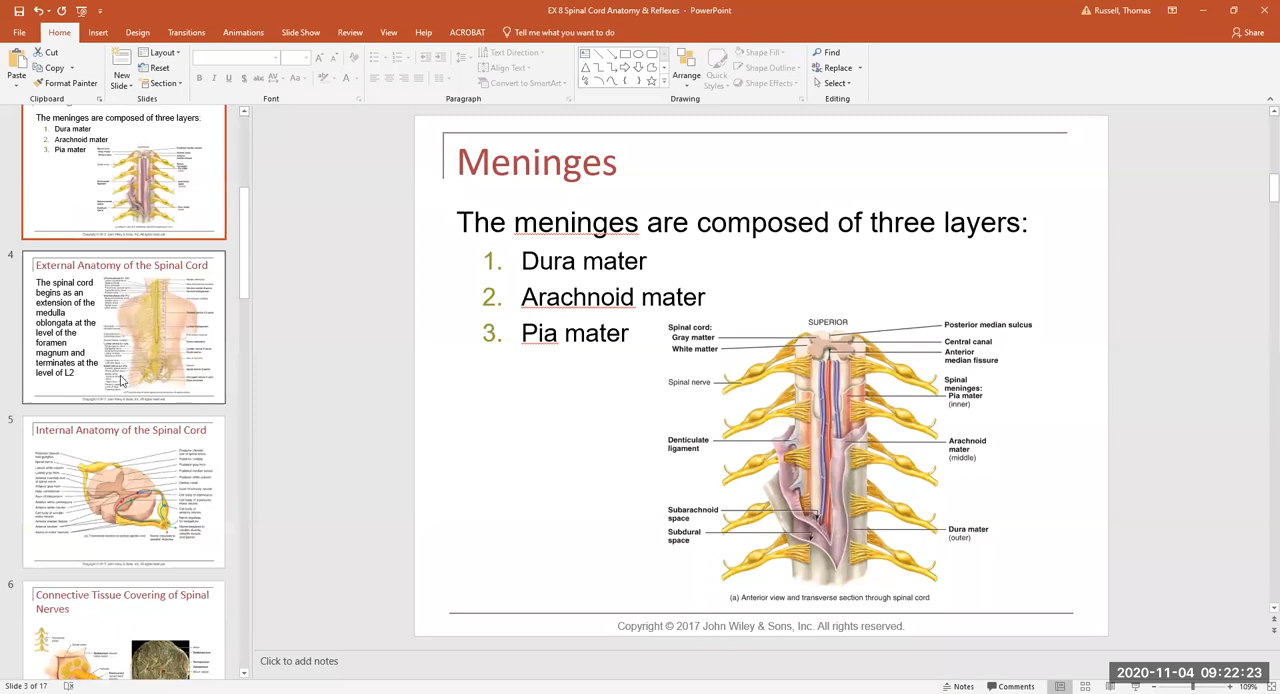 EX 8 Spinal Cord Anatomy & Reflexes - PowerPoint
Russell, Thomas
File Home Insert Design Transitions Animations Slide Show Review View Help ACROBAT Tell me what you want to do
Share
Paste
Cut
Copy
Format Painter
Clipboard
New
Slide
Layout
Reset
Section
Slides
B I U S abc AV Aa A
Font
Text Direction
Align Text
Convert to SmartArt
Paragraph
Arrange
Quick
Styles
Shape Fill
Shape Outline
Shape Effects
Drawing
Find
Replace
Select
Editing
The meninges are composed of three layers:
1. Dura mater
2. Arachnoid mater
3. Pia mater
4
External Anatomy of the Spinal Cord
The spinal cord
begins as an
extension of the
medulla
oblongata at the
level of the
foramen
magnum and
terminates at the
level of L2
5
Internal Anatomy of the Spinal Cord
6
Connective Tissue Covering of Spinal
Nerves
Meninges
The meninges are composed of three layers:
1. Dura mater
2. Arachnoid mater
3. Pia mater
SUPERIOR
Spinal cord:
Gray matter
White matter
Spinal nerve
Denticulate
ligament
Subarachnoid
space
Subdural
space
Posterior median sulcus
Central canal
Anterior
median fissure
Spinal
meninges:
Pia mater
(inner)
Arachnoid
mater
(middle)
Dura mater
(outer)
(a) Anterior view and transverse section through spinal cord
Copyright © 2017 John Wiley & Sons, Inc. All rights reserved.
Click to add notes
2020-11-04 09:22:23
Slide 3 of 17
Notes
Comments
109%